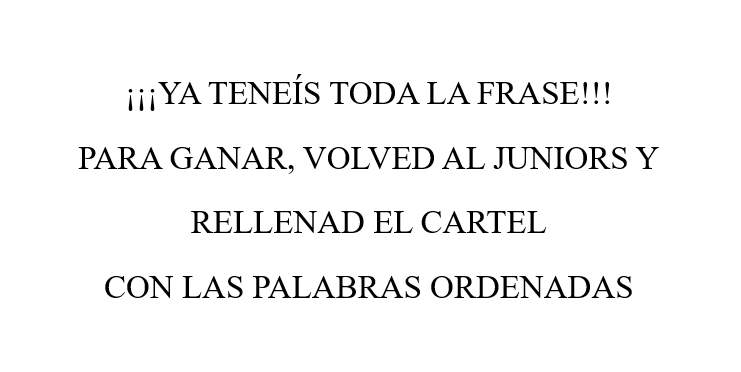 ¡¡¡YA TENEÍS TODA LA FRASE!!!
PARA GANAR, VOLVED AL JUNIORS Y
RELLENAD EL CARTEL
CON LAS PALABRAS ORDENADAS